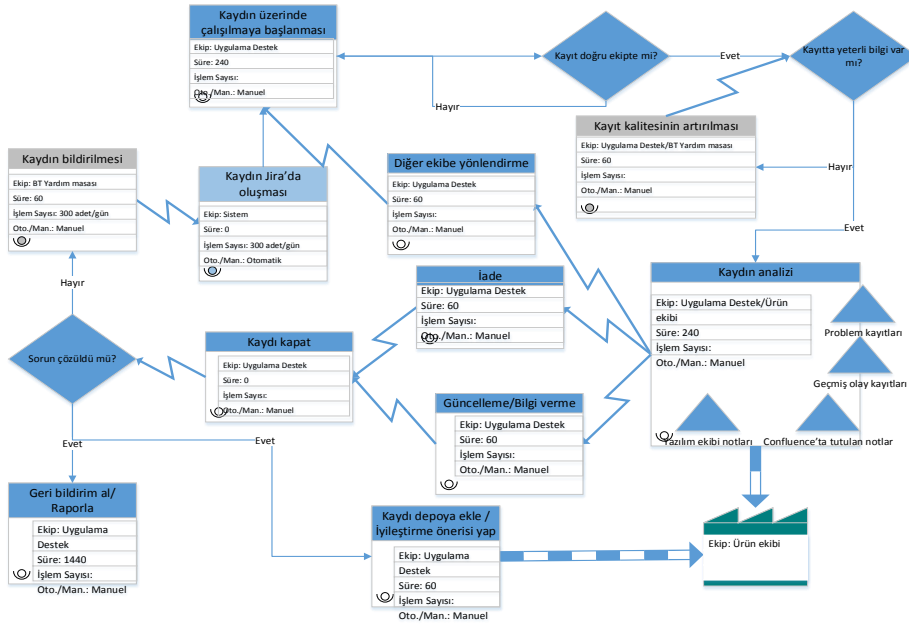 Kaydın üzerinde
çalışılmaya başlanması
Ekip: Uygulama Destek
Süre: 240
İşlem Sayısı:
Oto./Man.: Manuel
Kayıt doğru ekipte mi?
Evet
Hayır
Kayıtta yeterli bilgi var
mı?
Hayır
Evet
Kayıt kalitesinin artırılması
Ekip: Uygulama Destek/BT Yardım masası
Süre: 60
İşlem Sayısı:
Oto./Man.: Manuel
Kaydın bildirilmesi
Ekip: BT Yardım masası
Süre: 60
İşlem Sayısı: 300 adet/gün
Oto./Man.: Manuel
Kaydın Jira’da
oluşması
Ekip: Sistem
Süre: 0
İşlem Sayısı: 300 adet/gün
Oto./Man.: Otomatik
Diğer ekibe yönlendirme
Ekip: Uygulama Destek
Süre: 60
İşlem Sayısı:
Oto./Man.: Manuel
İade
Ekip: Uygulama Destek
Süre: 60
İşlem Sayısı:
Oto./Man.: Manuel
Kaydın analizi
Ekip: Uygulama Destek/Ürün
ekibi
Süre: 240
İşlem Sayısı:
Oto./Man.: Manuel
Problem kayıtları
Geçmiş olay kayıtları
Yazılım ekibi notları
Confluence’ta tutulan notlar
Hayır
Sorun çözüldü mü?
Evet
Evet
Kaydı kapat
Ekip: Uygulama Destek
Süre: 0
İşlem Sayısı:
Oto./Man.: Manuel
Güncelleme/Bilgi verme
Ekip: Uygulama Destek
Süre: 60
İşlem Sayısı:
Oto./Man.: Manuel
Geri bildirim al/
Raporla
Ekip: Uygulama
Destek
Süre: 1440
İşlem Sayısı:
Oto./Man.: Manuel
Kaydı depoya ekle /
İyileştirme önerisi yap
Ekip: Uygulama
Destek
Süre: 60
İşlem Sayısı:
Oto./Man.: Manuel
Ekip: Ürün ekibi